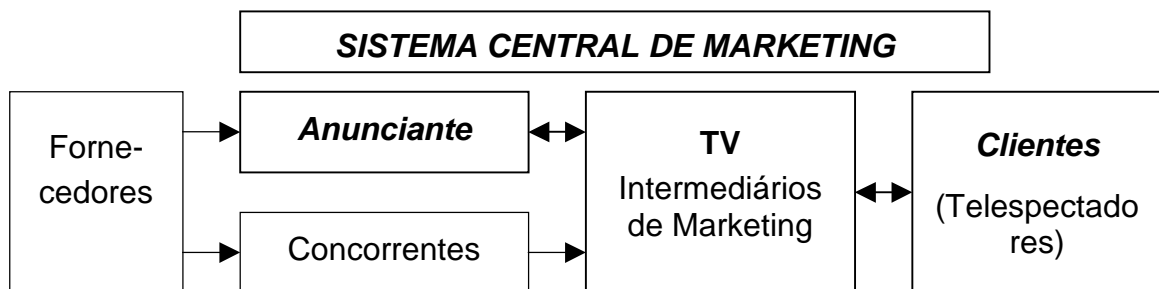 SISTEMA CENTRAL DE MARKETING
Forne-
cedores
Anunciante
Concorrentes
TV
Intermediários
de Marketing
Clientes
(Telespectado
res)